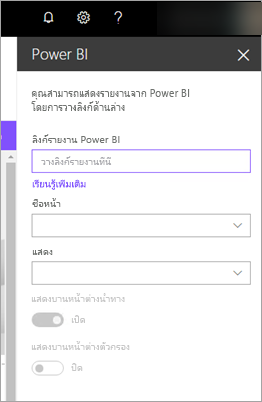 Power BI
คุณสามารถแสดงรายงานจาก Power BI
โดยการวางลิงก์ด้านล่าง
ลิงก์รายงาน Power BI
วางลิงก์รายงานที่นี่
เรียนรู้เพิ่มเติม
ชื่อหน้า
แสดง
แสดงบานหน้าต่างนำทาง
เปิด
แสดงบานหน้าต่างตัวกรอง
ปิด